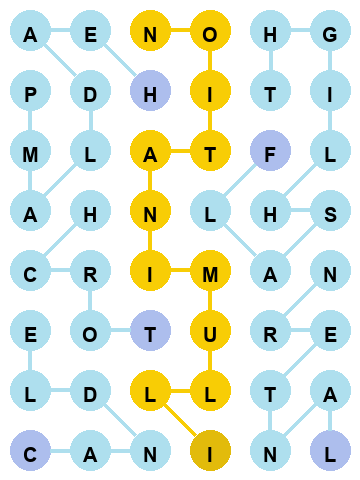 A E N O H G
P D H I T I
M L A T F L
A H N L H S
C R I M A N
E O T U R E
L D L L T A
C A N I N L